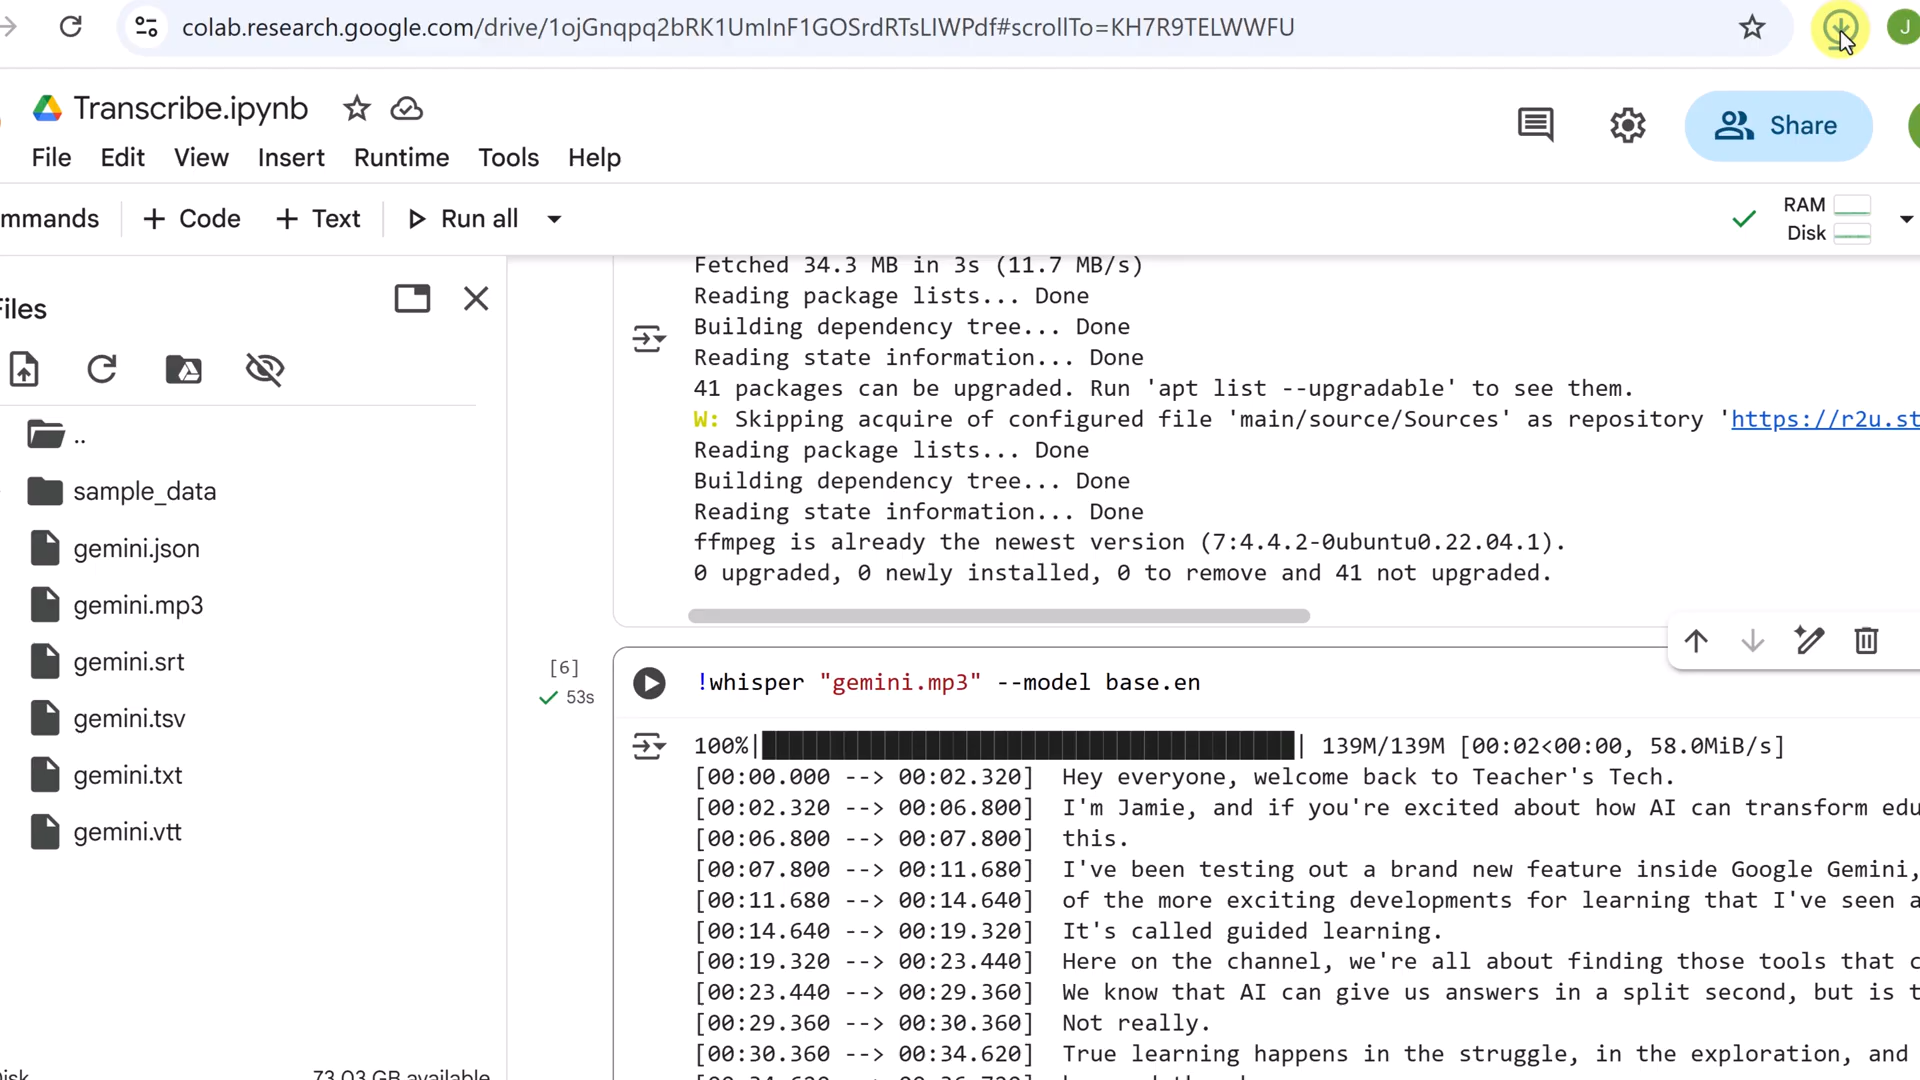 colab.research.google.com/drive/1ojGnqpq2bRK1UmInF1GOSrdRTsLIWPdf#scrollTo=KH7R9TELWWFU
J
Transcribe.ipynb
File Edit View Insert Runtime Tools Help
Share
mmands + Code + Text Run all
RAM
Disk
Files
..
sample_data
gemini.json
gemini.mp3
gemini.srt
gemini.tsv
gemini.txt
gemini.vtt
Disk 73.03 GB available
Fetched 34.3 MB in 3s (11.7 MB/s)
Reading package lists... Done
Building dependency tree... Done
Reading state information... Done
41 packages can be upgraded. Run 'apt list --upgradable' to see them.
W: Skipping acquire of configured file 'main/source/Sources' as repository 'https://r2u.st
Reading package lists... Done
Building dependency tree... Done
Reading state information... Done
ffmpeg is already the newest version (7:4.4.2-0ubuntu0.22.04.1).
0 upgraded, 0 newly installed, 0 to remove and 41 not upgraded.
[6]
53s
!whisper "gemini.mp3" --model base.en
100%| | 139M/139M [00:02<00:00, 58.0MiB/s]
[00:00.000 --> 00:02.320] Hey everyone, welcome back to Teacher's Tech.
[00:02.320 --> 00:06.800] I'm Jamie, and if you're excited about how AI can transform edu
[00:06.800 --> 00:07.800] this.
[00:07.800 --> 00:11.680] I've been testing out a brand new feature inside Google Gemini,
[00:11.680 --> 00:14.640] of the more exciting developments for learning that I've seen a
[00:14.640 --> 00:19.320] It's called guided learning.
[00:19.320 --> 00:23.440] Here on the channel, we're all about finding those tools that c
[00:23.440 --> 00:29.360] We know that AI can give us answers in a split second, but is t
[00:29.360 --> 00:30.360] Not really.
[00:30.360 --> 00:34.620] True learning happens in the struggle, in the exploration, and